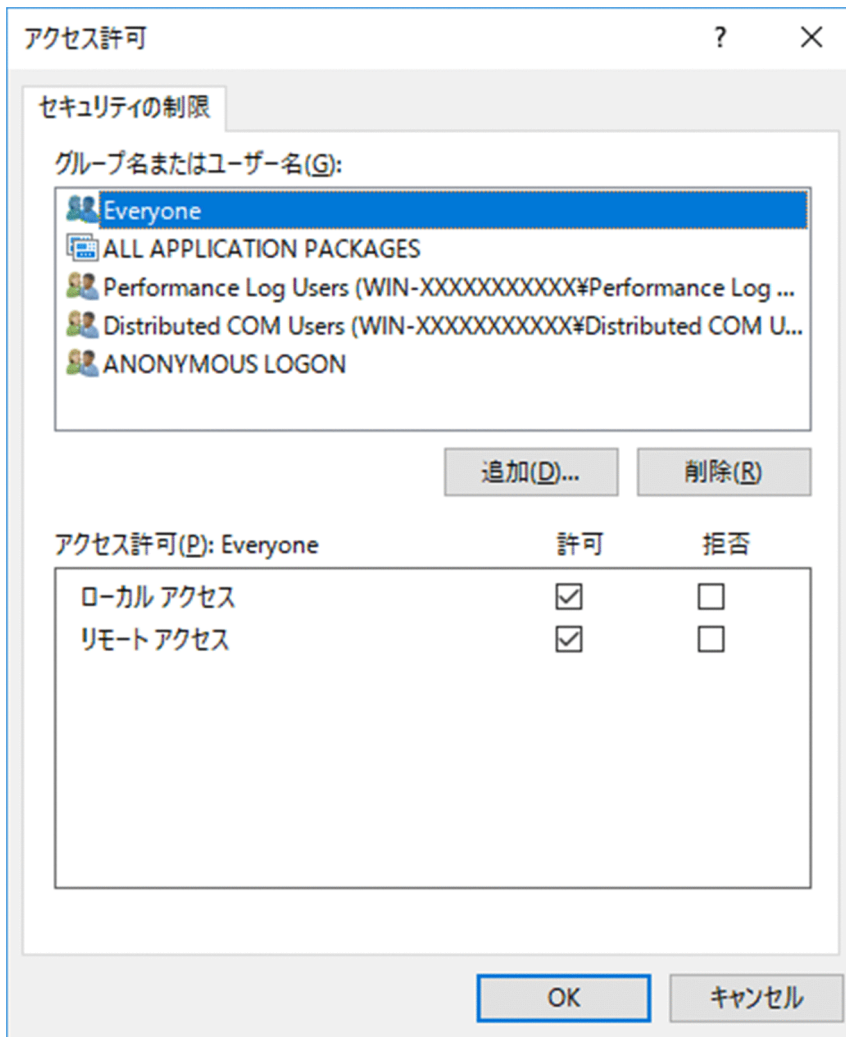 アクセス許可
?
セキュリティの制限
グループ名またはユーザー名(G):
Everyone
ALL APPLICATION PACKAGES
Performance Log Users (WIN-XXXXXXXXXXX¥Performance Log ...
Distributed COM Users (WIN-XXXXXXXXXXX¥Distributed COM U...
ANONYMOUS LOGON
追加(D)... 削除(R)
アクセス許可(P): Everyone 許可 拒否
ローカル アクセス
リモート アクセス
OK キャンセル